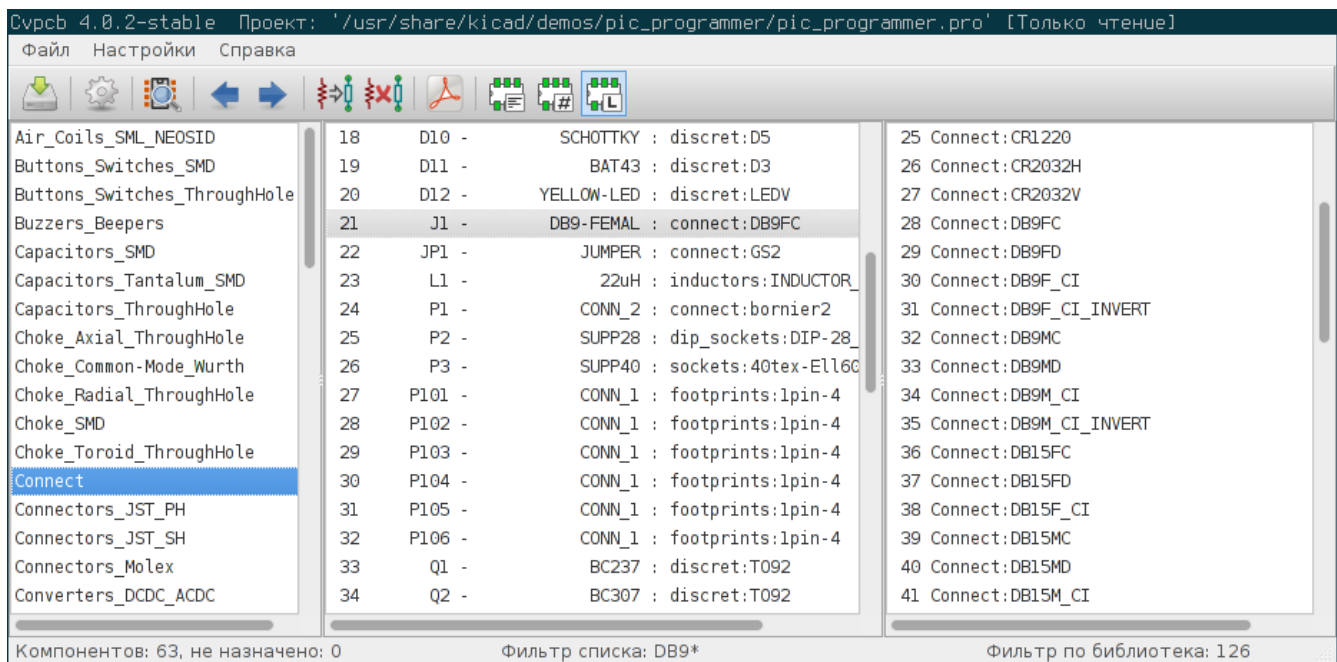 Cvpcb 4.0.2-stable Проект: '/usr/share/kicad/demos/pic_programmer/pic_programmer.pro' [Только чтение]
Файл Настройки Справка
Air_Coils_SML_NEOSID
Buttons_Switches_SMD
Buttons_Switches_ThroughHole
Buzzers_Beepers
Capacitors_SMD
Capacitors_Tantalum_SMD
Capacitors_ThroughHole
Choke_Axial_ThroughHole
Choke_Common-Mode_Wurth
Choke_Radial_ThroughHole
Choke_SMD
Choke_Toroid_ThroughHole
Connect
Connectors_JST_PH
Connectors_JST_SH
Connectors_Molex
Converters_DCDC_ACDC
18 D10 - SCHOTTKY : discret:D5
19 D11 - BAT43 : discret:D3
20 D12 - YELLOW-LED : discret:LEDV
21 J1 - DB9-FEMAL : connect:DB9FC
22 JP1 - JUMPER : connect:GS2
23 L1 - 22uH : inductors:INDUCTOR_
24 P1 - CONN_2 : connect:bornier2
25 P2 - SUPP28 : dip_sockets:DIP-28_
26 P3 - SUPP40 : sockets:40tex-Ell60
27 P101 - CONN_1 : footprints:1pin-4
28 P102 - CONN_1 : footprints:1pin-4
29 P103 - CONN_1 : footprints:1pin-4
30 P104 - CONN_1 : footprints:1pin-4
31 P105 - CONN_1 : footprints:1pin-4
32 P106 - CONN_1 : footprints:1pin-4
33 Q1 - BC237 : discret:TO92
34 Q2 - BC307 : discret:TO92
25 Connect:CR1220
26 Connect:CR2032H
27 Connect:CR2032V
28 Connect:DB9FC
29 Connect:DB9FD
30 Connect:DB9F_CI
31 Connect:DB9F_CI_INVERT
32 Connect:DB9MC
33 Connect:DB9MD
34 Connect:DB9M_CI
35 Connect:DB9M_CI_INVERT
36 Connect:DB15FC
37 Connect:DB15FD
38 Connect:DB15F_CI
39 Connect:DB15MC
40 Connect:DB15MD
41 Connect:DB15M_CI
Компонентов: 63, не назначено: 0 Фильтр списка: DB9* Фильтр по библиотека: 126